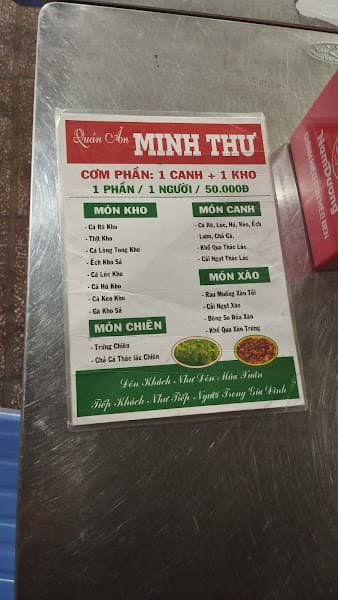 Quán Ăn MINH THƯ
CƠM PHẦN: 1 CANH + 1 KHO
1 PHẦN / 1 NGƯỜI / 50.000Đ
MÓN KHO
- Cá Rô Kho
- Thịt Kho
- Cá Lòng Tong Kho
- Ếch Kho Sả
- Cá Lóc Kho
- Cá Hú Kho
- Cá Kèo Kho
- Gà Kho Sả
MÓN CHIÊN
- Trứng Chiên
- Chả Cá Thác lác Chiên
MÓN CANH
- Cá Rô, Lóc, Hú, Kèo, Ếch
Lươn, Chả Cá.
- Khổ Qua Thác Lác
- Cải Ngọt Thác Lác
MÓN XÀO
- Rau Muống Xào Tỏi
- Cải Ngọt Xào
- Bông So Đũa Xào
- Khổ Qua Xào Trứng
Đón Khách Như Đón Mùa Xuân
Tiếp Khách Như Tiếp Người Trong Gia Đình
NamDương